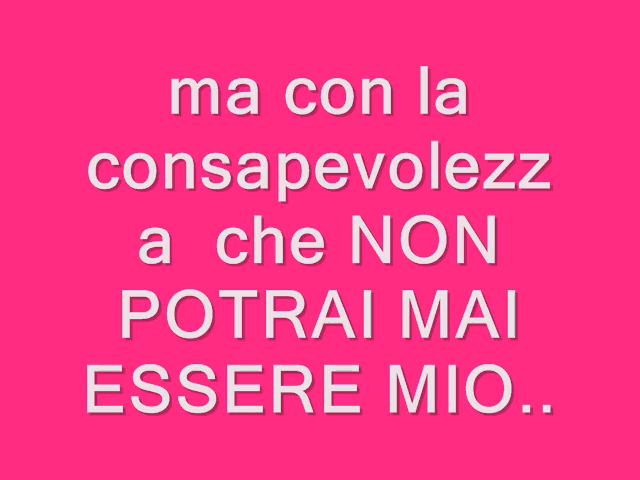 ma con la
consapevolezz
a  che NON
POTRAI MAI
ESSERE MIO..